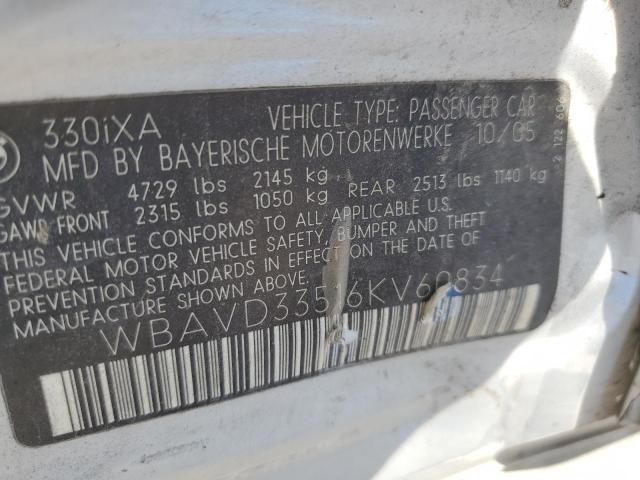 330iXA VEHICLE TYPE: PASSENGER CAR
MFD BY BAYERISCHE MOTORENWERKE 10/05
GVWR 4729 lbs 2145 kg
GAWR FRONT 2315 lbs 1050 kg REAR 2513 lbs 1140 kg
THIS VEHICLE CONFORMS TO ALL APPLICABLE U.S.
FEDERAL MOTOR VEHICLE SAFETY, BUMPER AND THEFT
PREVENTION STANDARDS IN EFFECT ON THE DATE OF
MANUFACTURE SHOWN ABOVE.